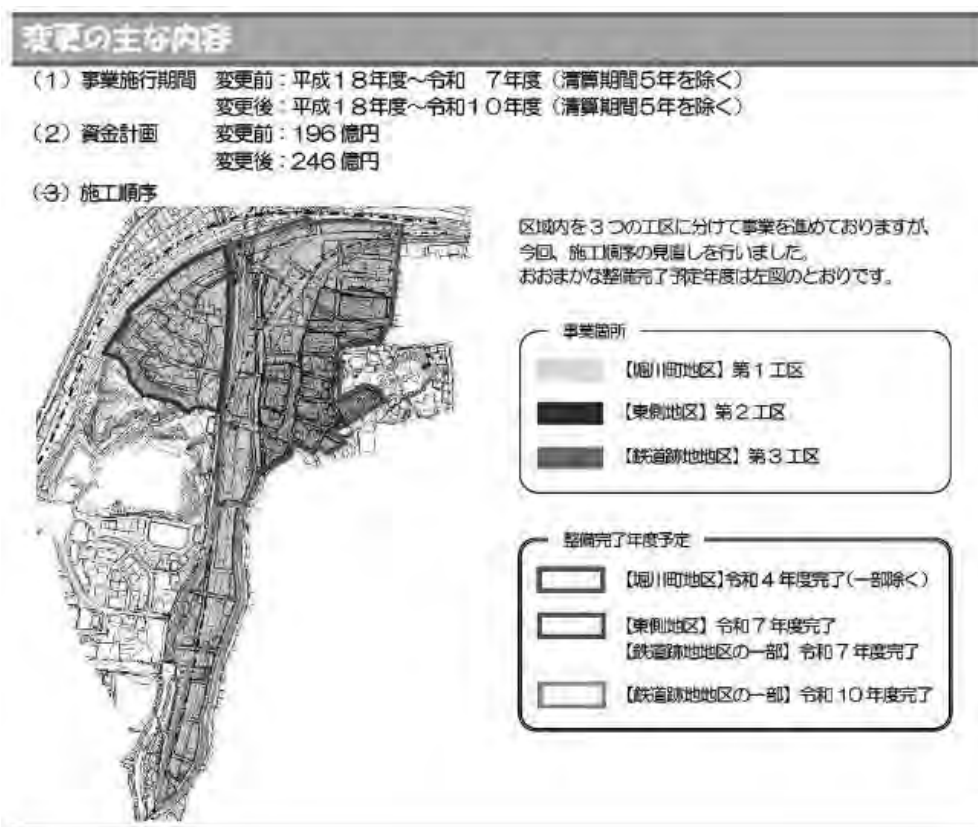 変更の主な内容
（１）事業施行期間　変更前：平成１８年度～令和　７年度（清算期間５年を除く）
変更後：平成１８年度～令和１０年度（清算期間５年を除く）
（２）資金計画　変更前：196億円
変更後：246億円
（３）施工順序
区域内を３つの工区に分けて事業を進めておりますが、
今回、施工順序の見直しを行いました。
おおまかな整備完了予定年度は左図のとおりです。
事業箇所
【堀川町地区】第１工区
【東側地区】第２工区
【鉄道跡地地区】第３工区
整備完了年度予定
【堀川町地区】令和４年度完了（一部除く）
【東側地区】令和７年度完了
【鉄道跡地地区の一部】令和７年度完了
【鉄道跡地地区の一部】令和10年度完了